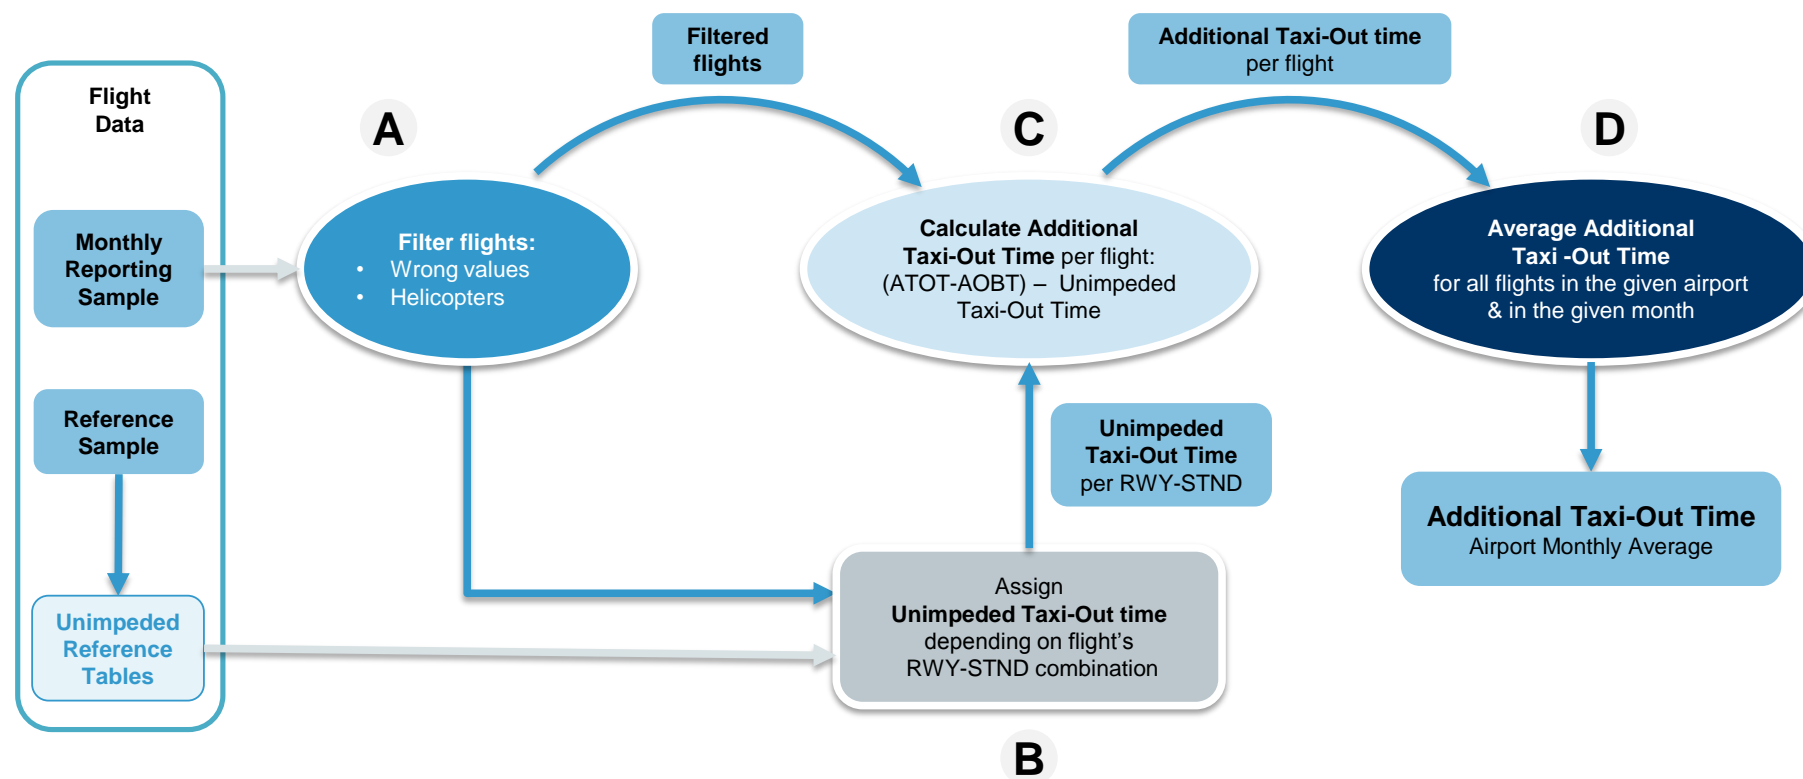 Flight
Data
Monthly
Reporting
Sample
Reference
Sample
Unimpeded
Reference
Tables
A
Filter flights:
• Wrong values
• Helicopters
Filtered
flights
C
Calculate Additional
Taxi-Out Time per flight:
(ATOT-AOBT) – Unimpeded
Taxi-Out Time
Unimpeded
Taxi-Out Time
per RWY-STND
Assign
Unimpeded Taxi-Out time
depending on flight’s
RWY-STND combination
B
Additional Taxi-Out time
per flight
D
Average Additional
Taxi -Out Time
for all flights in the given airport
& in the given month
Additional Taxi-Out Time
Airport Monthly Average